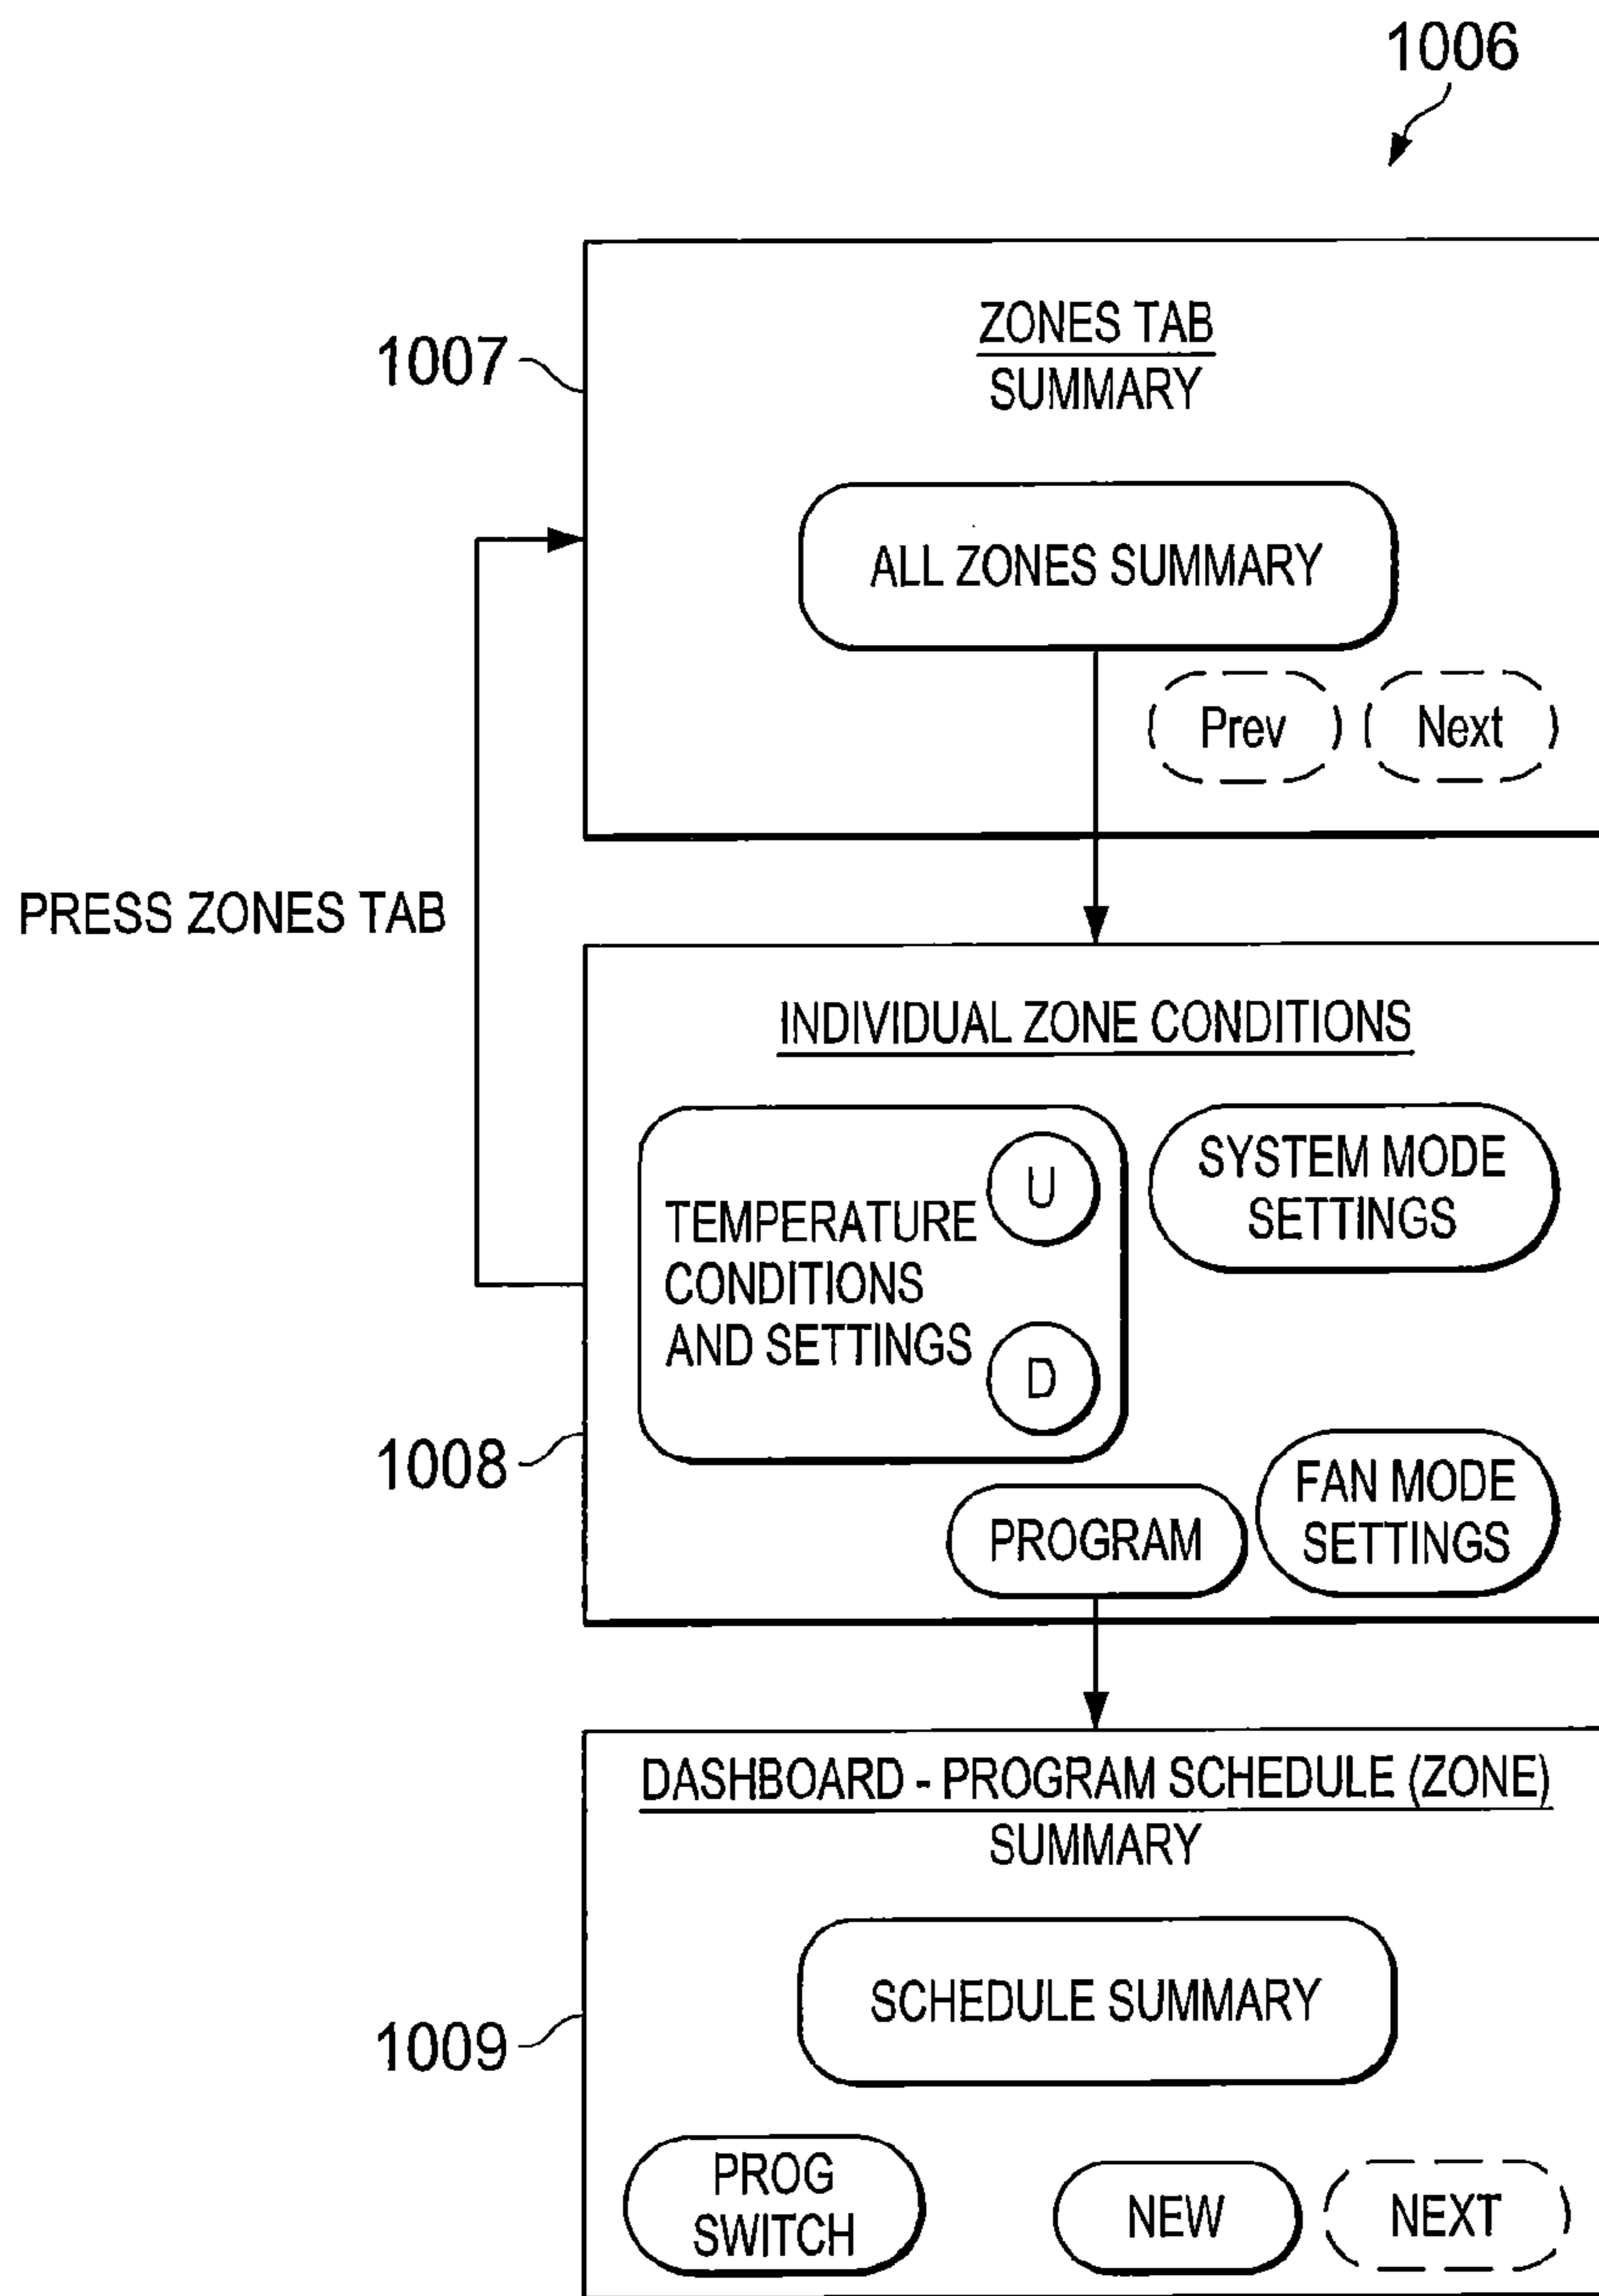 1006
1007
ZONES TAB
SUMMARY
ALL ZONES SUMMARY
Prev
Next
PRESS ZONES TAB
INDIVIDUAL ZONE CONDITIONS
TEMPERATURE
CONDITIONS
AND SETTINGS
U
D
SYSTEM MODE
SETTINGS
1008
PROGRAM
FAN MODE
SETTINGS
DASHBOARD - PROGRAM SCHEDULE (ZONE)
SUMMARY
1009
SCHEDULE SUMMARY
PROG
SWITCH
NEW
NEXT